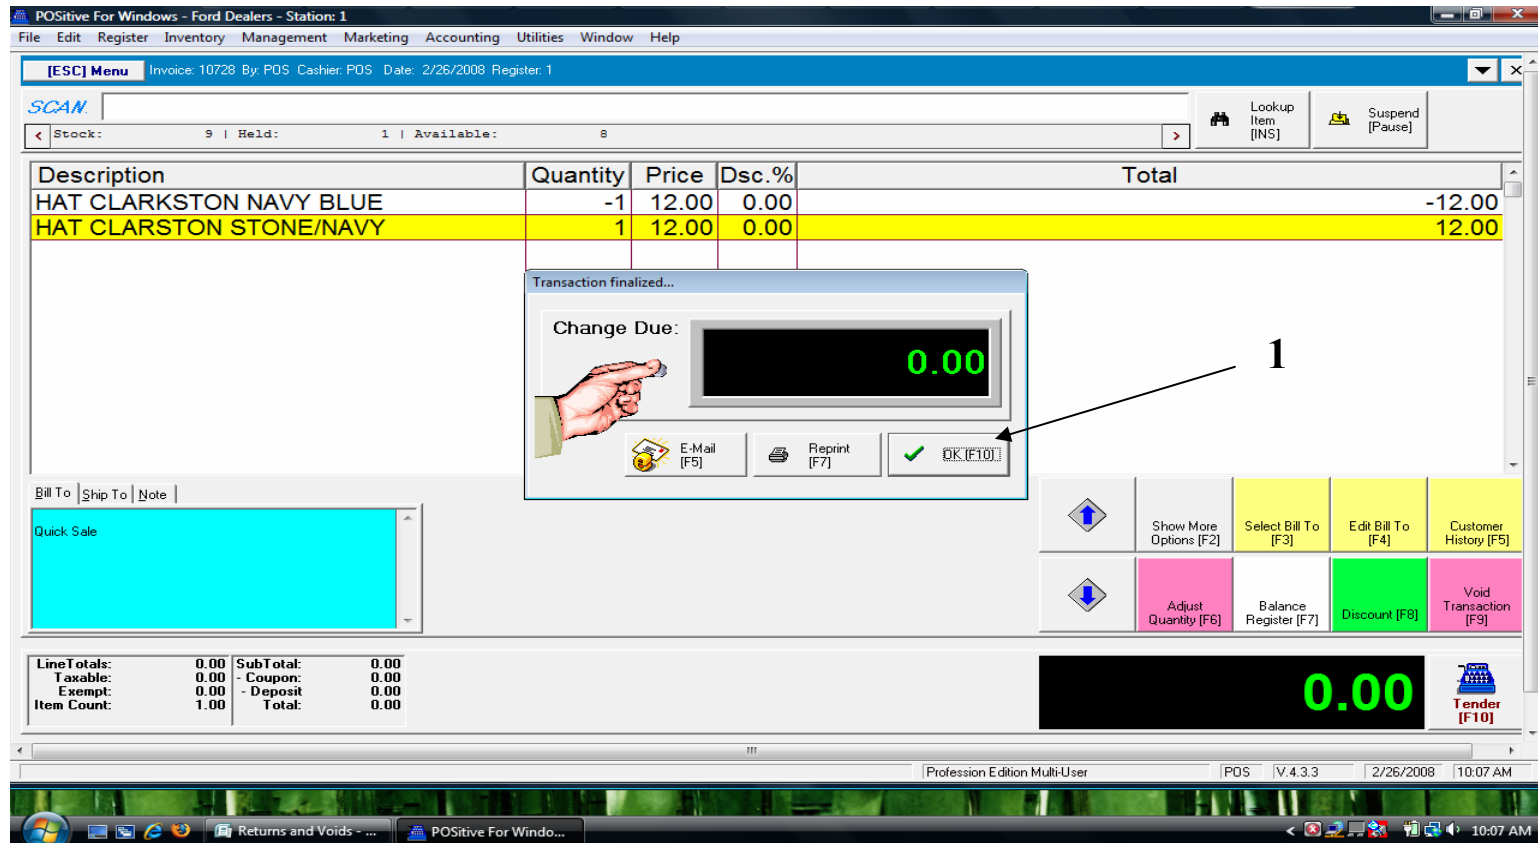 POSitive For Windows - Ford Dealers - Station: 1
File Edit Register Inventory Management Marketing Accounting Utilities Window Help
[ESC] Menu Invoice: 10728 By: POS Cashier: POS Date: 2/26/2008 Register: 1
SCAN.
Lookup Item [INS]
Suspend [Pause]
Stock: 9 | Held: 1 | Available: 8
Description Quantity Price Dsc.% Total
HAT CLARKSTON NAVY BLUE -1 12.00 0.00 -12.00
HAT CLARSTON STONE/NAVY 1 12.00 0.00 12.00
Transaction finalized...
Change Due:
0.00
1
E-Mail [F5]
Reprint [F7]
OK [F10]
Bill To Ship To Note
Quick Sale
Show More Options [F2]
Select Bill To [F3]
Edit Bill To [F4]
Customer History [F5]
Adjust Quantity [F6]
Balance Register [F7]
Discount [F8]
Void Transaction [F9]
LineTotals: 0.00 SubTotal: 0.00
Taxable: 0.00 - Coupon: 0.00
Exempt: 0.00 - Deposit 0.00
Item Count: 1.00 Total: 0.00
0.00
Tender [F10]
Profession Edition Multi-User POS V.4.3.3 2/26/2008 10:07 AM
Returns and Voids - ... POSitive For Windo... 10:07 AM